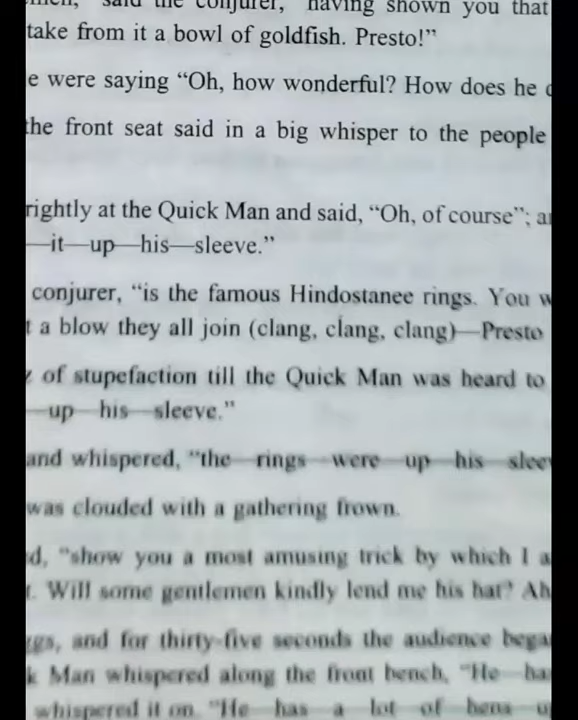 said the conjurer, "having shown you that
take from it a bowl of goldfish. Presto!"
e were saying “Oh, how wonderful? How does he
the front seat said in a big whisper to the people
rightly at the Quick Man and said, “Oh, of course”;
—it—up—his—sleeve.”
conjurer, “is the famous Hindostanee rings. You
a blow they all join (clang, clang, clang)—Presto
of stupefaction till the Quick Man was heard to
—up—his—sleeve.”
and whispered, “the—rings—were—up—his—slee
was clouded with a gathering frown.
d, “show you a most amusing trick by which I
Will some gentlemen kindly lend me his hat? Ah
ggs, and for thirty-five seconds the audience bega
k Man whispered along the front bench, “He—ha
whispered it on. “He—has—a—lot—of—hens